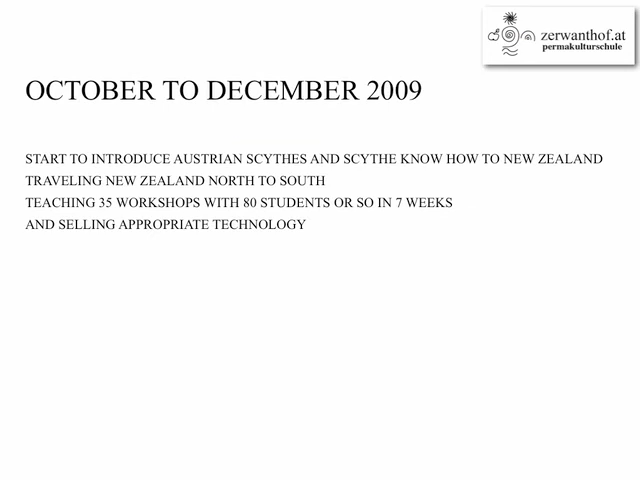 zerwanthof.at
permakulturschule
OCTOBER TO DECEMBER 2009
START TO INTRODUCE AUSTRIAN SCYTHES AND SCYTHE KNOW HOW TO NEW ZEALAND
TRAVELING NEW ZEALAND NORTH TO SOUTH
TEACHING 35 WORKSHOPS WITH 80 STUDENTS OR SO IN 7 WEEKS
AND SELLING APPROPRIATE TECHNOLOGY